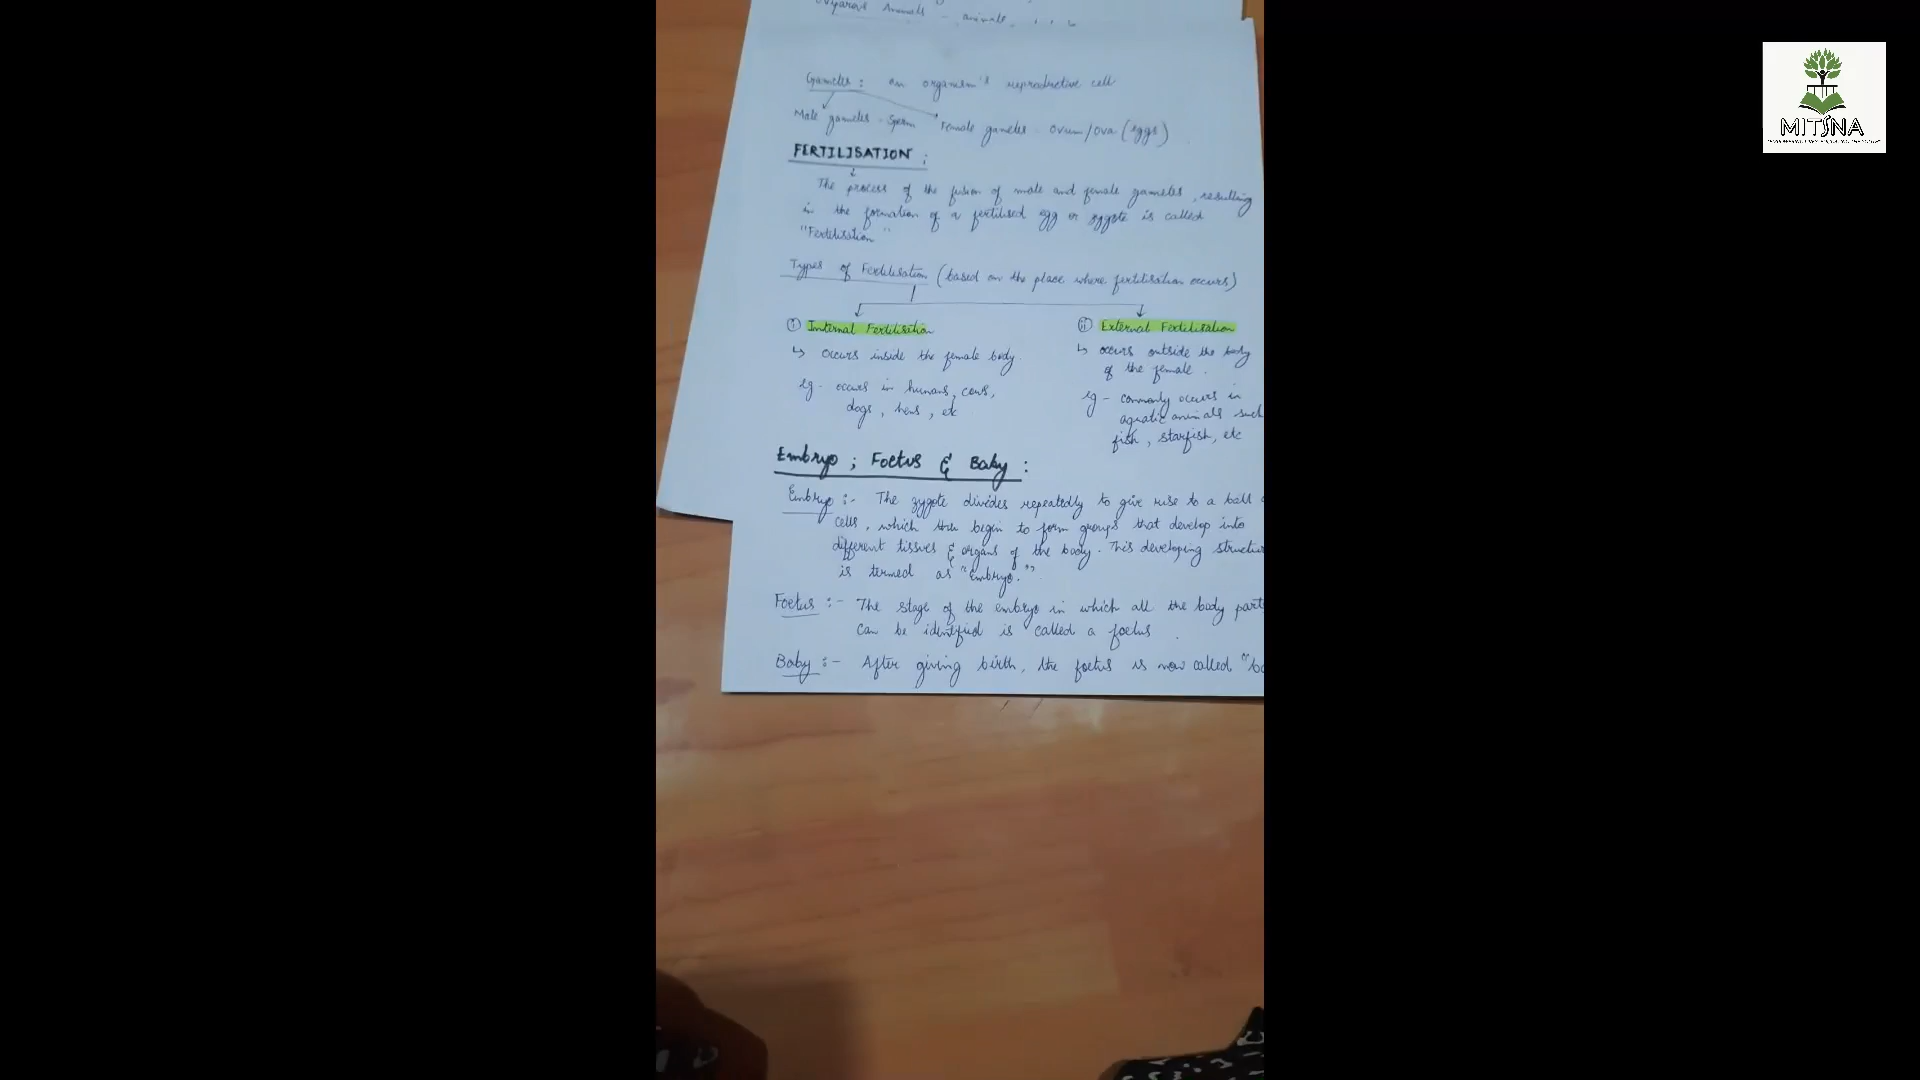 Oviparous Animals - animals
Gametes : an organism's reproductive cell
Male gametes - Sperm Female gametes - ovum/ova (eggs)
FERTILISATION :
The process of the fusion of male and female gametes, resulting
in the formation of a fertilised egg or zygote is called
"Fertilisation"
Types of Fertilisation (based on the place where fertilisation occurs)
(i) Internal Fertilisation
↳ occurs inside the female body.
eg - occurs in humans, cows,
dogs, hens, etc
(ii) External Fertilisation
↳ occurs outside the body
of the female.
eg - commonly occurs in
aquatic animals such
fish, starfish, etc
Embryo ; Foetus & Baby :
Embryo :- The zygote divides repeatedly to give rise to a ball
cells, which then begin to form groups that develop into
different tissues & organs of the body. This developing structu
is termed as "Embryo."
Foetus :- The stage of the embryo in which all the body part
can be identified is called a foetus.
Baby :- After giving birth, the foetus is now called "ba
MITSNA